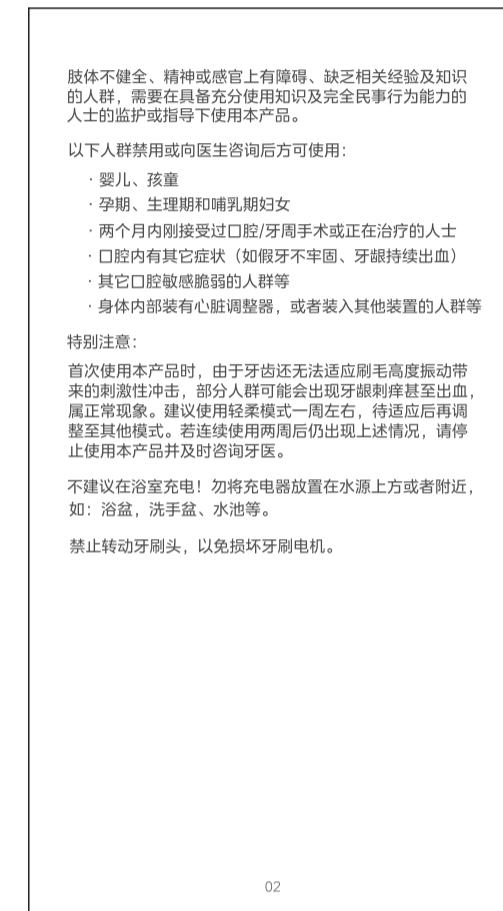 肢体不健全、精神或感官上有障碍、缺乏相关经验及知识
的人群，需要在具备充分使用知识及完全民事行为能力的
人士的监护或指导下使用本产品。
以下人群禁用或向医生咨询后方可使用：
·婴儿、孩童
·孕期、生理期和哺乳期妇女
·两个月内刚接受过口腔/牙周手术或正在治疗的人士
·口腔内有其它症状（如假牙不牢固、牙龈持续出血）
·其它口腔敏感脆弱的人群等
·身体内部装有心脏调整器，或者装入其他装置的人群等
特别注意：
首次使用本产品时，由于牙齿还无法适应刷毛高度振动带
来的刺激性冲击，部分人群可能会出现牙龈刺痒甚至出血，
属正常现象。建议使用轻柔模式一周左右，待适应后再调
整至其他模式。若连续使用两周后仍出现上述情况，请停
止使用本产品并及时咨询牙医。
不建议在浴室充电！勿将充电器放置在水源上方或者附近，
如：浴盆，洗手盆、水池等。
禁止转动牙刷头，以免损坏牙刷电机。
02